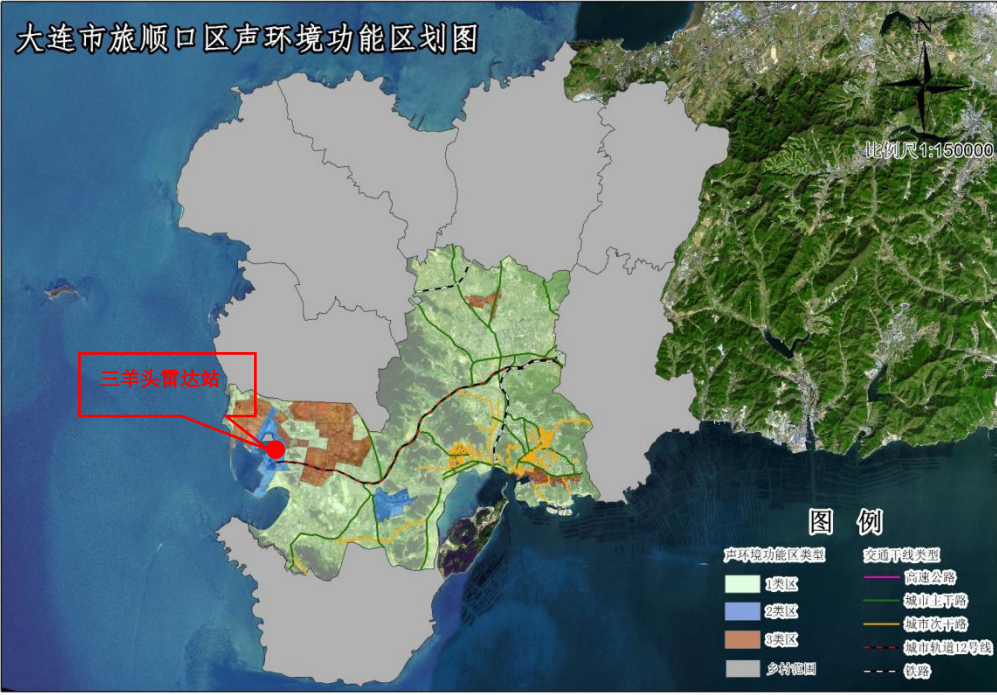 大连市旅顺口区声环境功能区划图
N
比例尺1:150000
三羊头雷达站
图 例
声环境功能区类型
交通干线类型
1类区
2类区
3类区
乡村范围
高速公路
城市主干路
城市次干路
城市轨道12号线
铁路